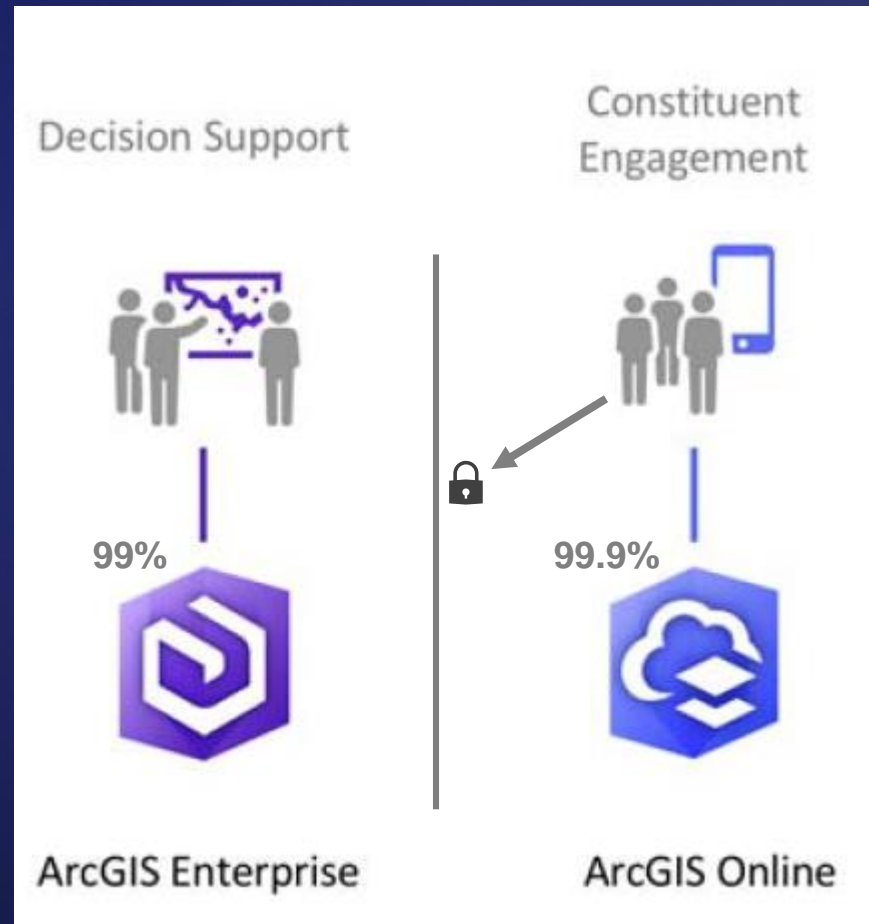 Decision Support
Constituent
Engagement
99%
99.9%
ArcGIS Enterprise
ArcGIS Online